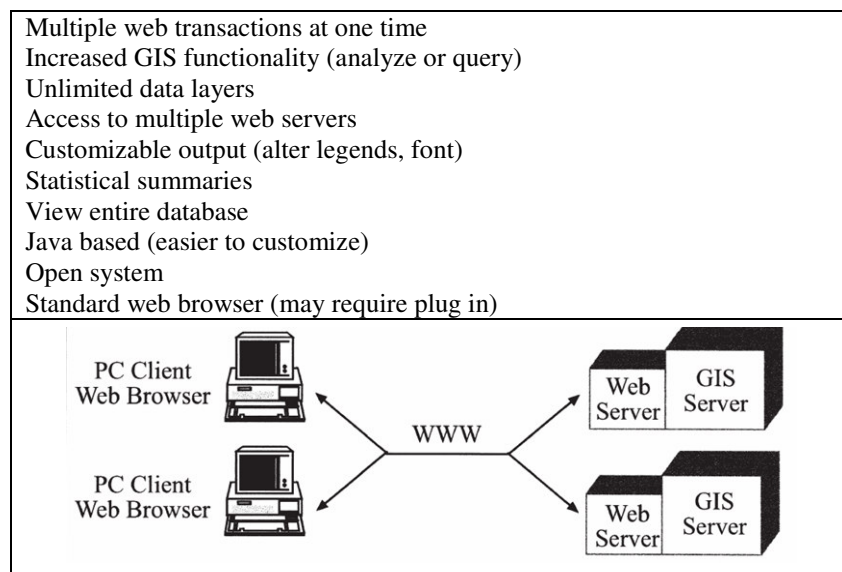 Multiple web transactions at one time
Increased GIS functionality (analyze or query)
Unlimited data layers
Access to multiple web servers
Customizable output (alter legends, font)
Statistical summaries
View entire database
Java based (easier to customize)
Open system
Standard web browser (may require plug in)
PC Client
Web Browser
WWW
Web
Server
GIS
Server
PC Client
Web Browser
Web
Server
GIS
Server